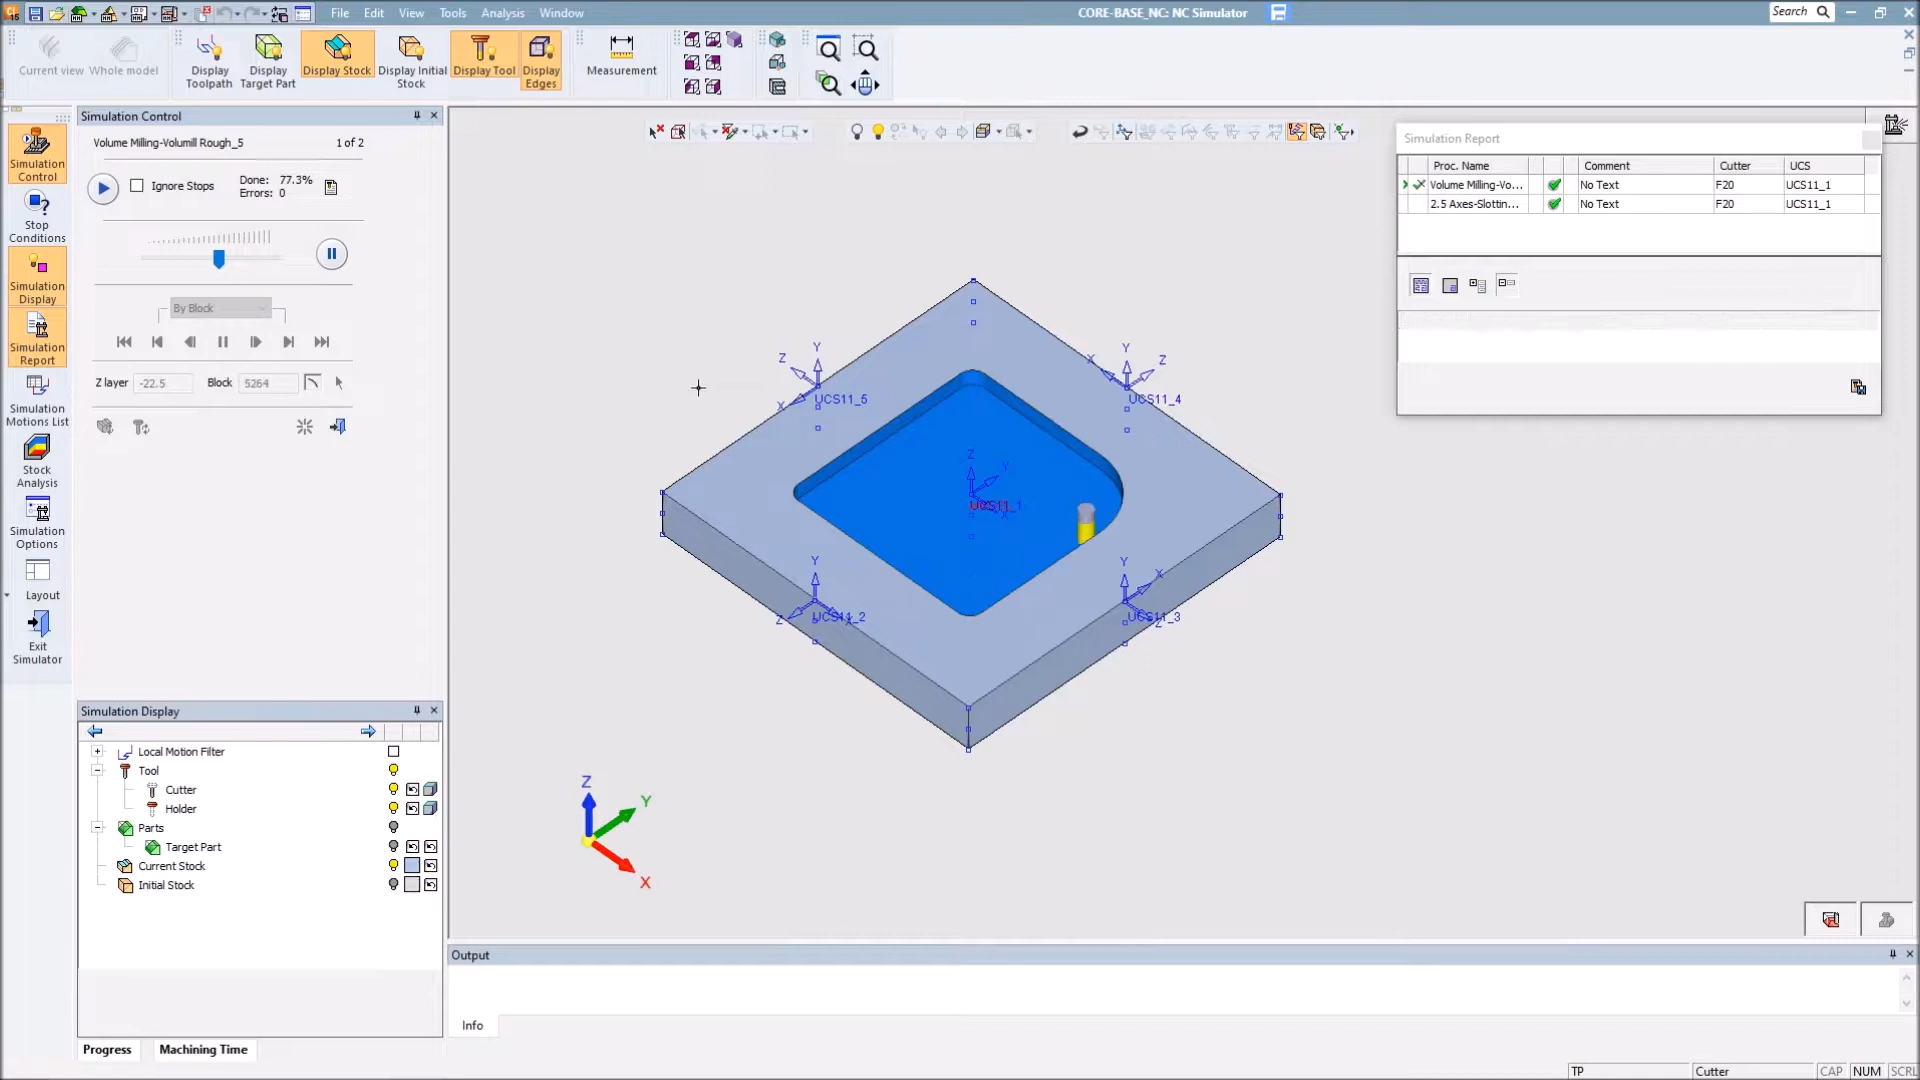 File Edit View Tools Analysis Window
CORE-BASE_NC: NC Simulator
Search
Current view
Whole model
Display Toolpath
Display Target Part
Display Stock
Display Initial Stock
Display Tool
Display Edges
Measurement
Simulation Control
Stop Conditions
Simulation Display
Simulation Report
Simulation Motions List
Stock Analysis
Simulation Options
Layout
Exit Simulator
Simulation Control
Volume Milling-Volumill Rough_5 1 of 2
Ignore Stops
Done: 77.3%
Errors: 0
By Block
Z layer -22.5 Block 5264
Simulation Display
Local Motion Filter
Tool
Cutter
Holder
Parts
Target Part
Current Stock
Initial Stock
Progress Machining Time
Z Y X UCS11_5
Y X Z UCS11_4
Z Y X UCS11_1
Y Z X UCS11_2
Y X Z UCS11_3
Z
Y
X
Simulation Report
Proc. Name Comment Cutter UCS
Volume Milling-Vo... No Text F20 UCS11_1
2.5 Axes-Slottin... No Text F20 UCS11_1
Output
Info
TP Cutter CAP NUM SCRL